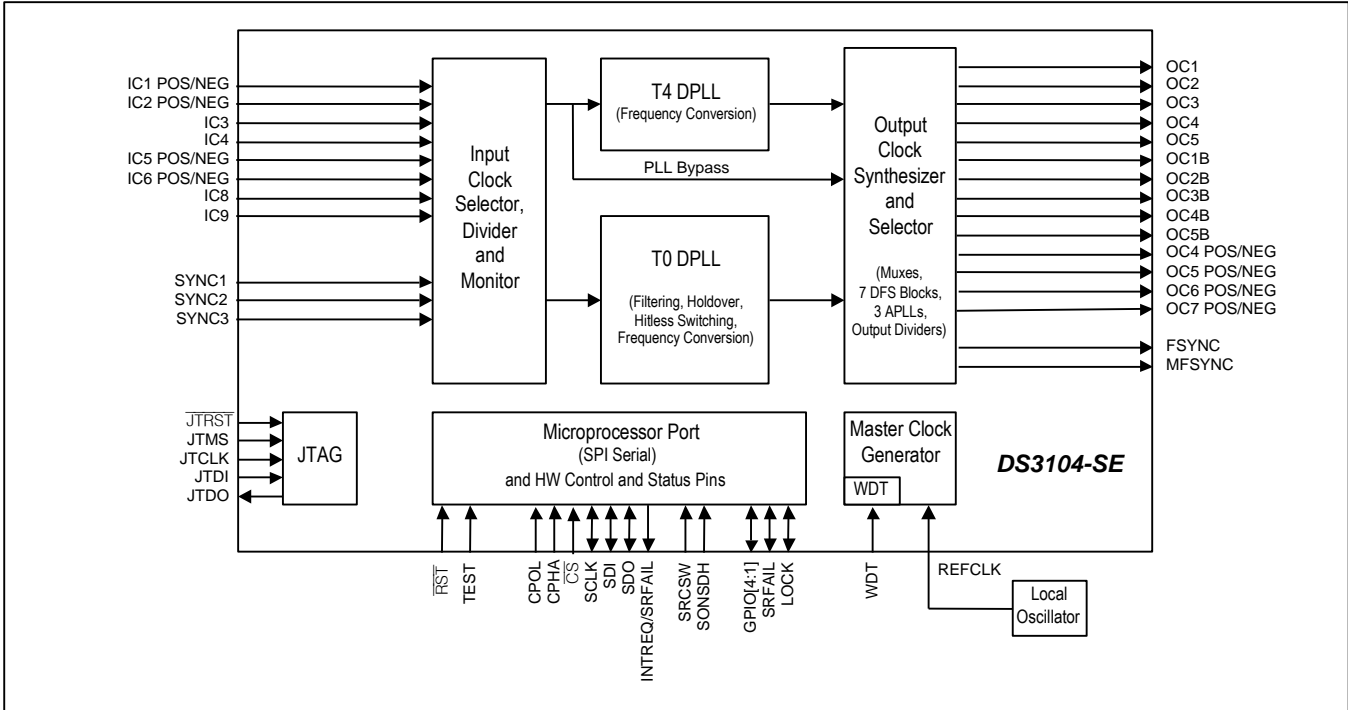 IC1 POS/NEG
IC2 POS/NEG
IC3
IC4
IC5 POS/NEG
IC6 POS/NEG
IC8
IC9
SYNC1
SYNC2
SYNC3
Input
Clock
Selector,
Divider
and
Monitor
T4 DPLL
(Frequency Conversion)
PLL Bypass
T0 DPLL
(Filtering, Holdover,
Hitless Switching,
Frequency Conversion)
Output
Clock
Synthesizer
and
Selector
(Muxes,
7 DFS Blocks,
3 APLLs,
Output Dividers)
OC1
OC2
OC3
OC4
OC5
OC1B
OC2B
OC3B
OC4B
OC5B
OC4 POS/NEG
OC5 POS/NEG
OC6 POS/NEG
OC7 POS/NEG
FSYNC
MFSYNC
JTRST
JTMS
JTCLK
JTDI
JTDO
JTAG
Microprocessor Port
(SPI Serial)
and HW Control and Status Pins
Master Clock
Generator
WDT
DS3104-SE
RST
TEST
CPOL
CPHA
CS
SCLK
SDI
SDO
INTREQ/SRFAIL
SRCSW
SONSDH
GPIO[4:1]
SRFAIL
LOCK
WDT
REFCLK
Local
Oscillator